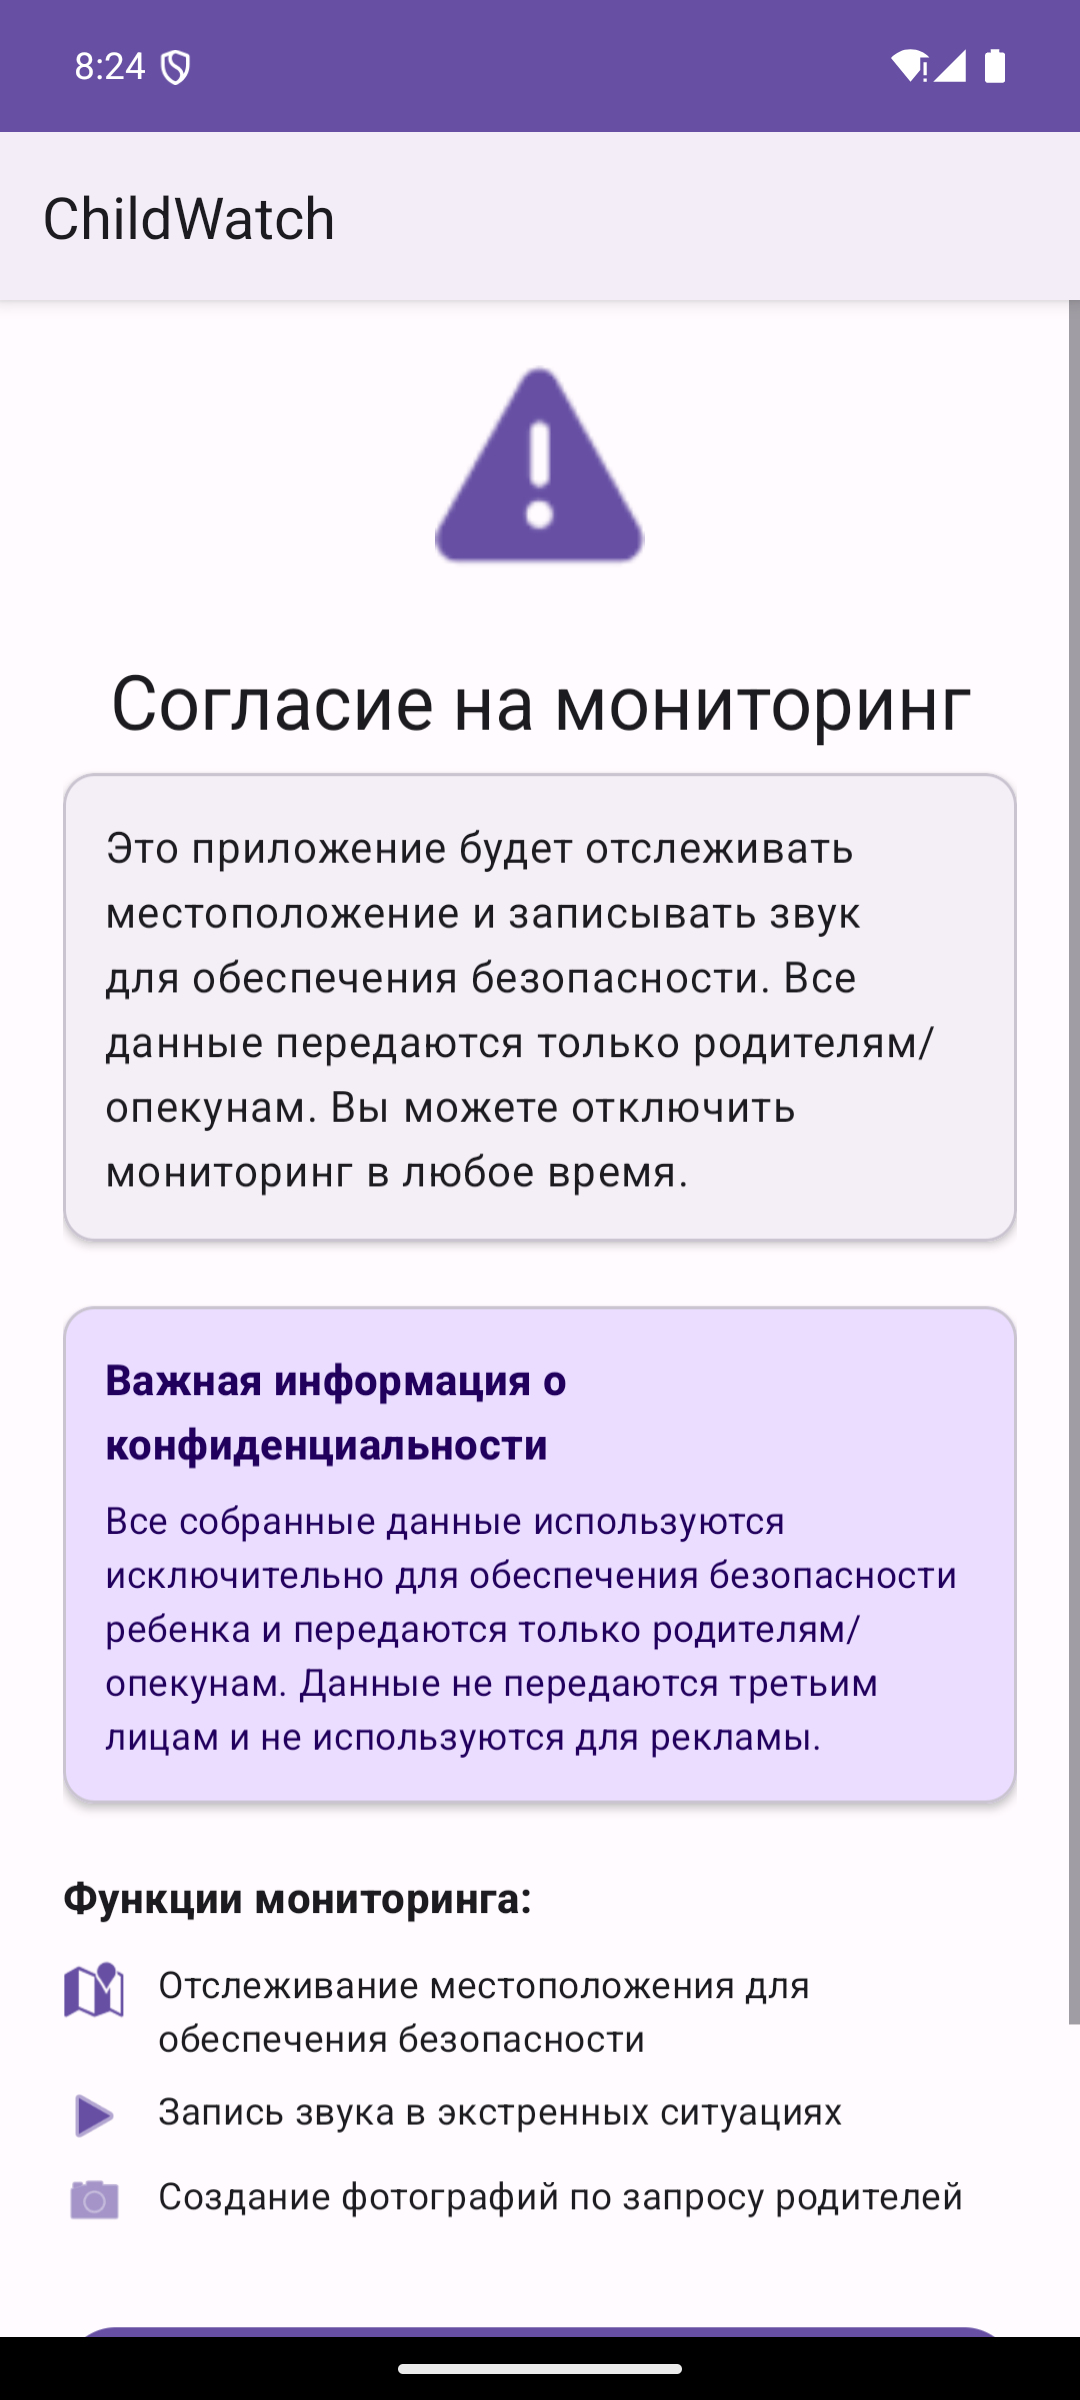 8:24
ChildWatch
Согласие на мониторинг
Это приложение будет отслеживать
местоположение и записывать звук
для обеспечения безопасности. Все
данные передаются только родителям/
опекунам. Вы можете отключить
мониторинг в любое время.
Важная информация о
конфиденциальности
Все собранные данные используются
исключительно для обеспечения безопасности
ребенка и передаются только родителям/
опекунам. Данные не передаются третьим
лицам и не используются для рекламы.
Функции мониторинга:
Отслеживание местоположения для
обеспечения безопасности
Запись звука в экстренных ситуациях
Создание фотографий по запросу родителей